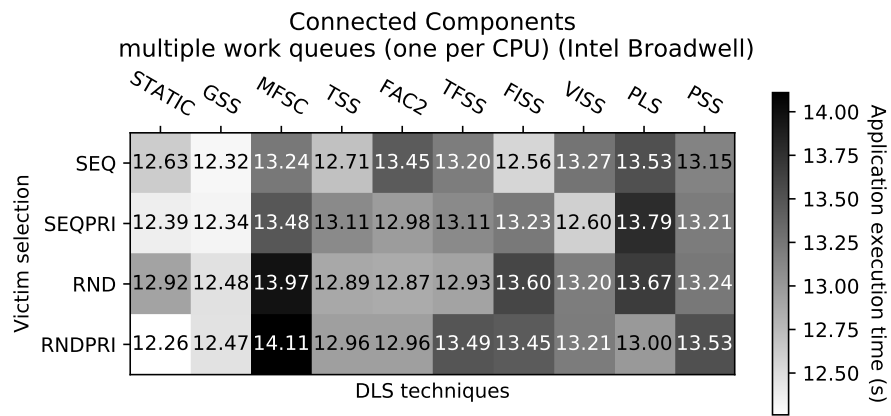 Connected Components
multiple work queues (one per CPU) (Intel Broadwell)
STATIC GSS MFSC TSS FAC2 TFSS FISS VISS PLS PSS
SEQ 12.63 12.32 13.24 12.71 13.45 13.20 12.56 13.27 13.53 13.15
SEQPRI 12.39 12.34 13.48 13.11 12.98 13.11 13.23 12.60 13.79 13.21
RND 12.92 12.48 13.97 12.89 12.87 12.93 13.60 13.20 13.67 13.24
RNDPRI 12.26 12.47 14.11 12.96 12.96 13.49 13.45 13.21 13.00 13.53
Victim selection
DLS techniques
14.00
13.75
13.50
13.25
13.00
12.75
12.50
Application execution time (s)